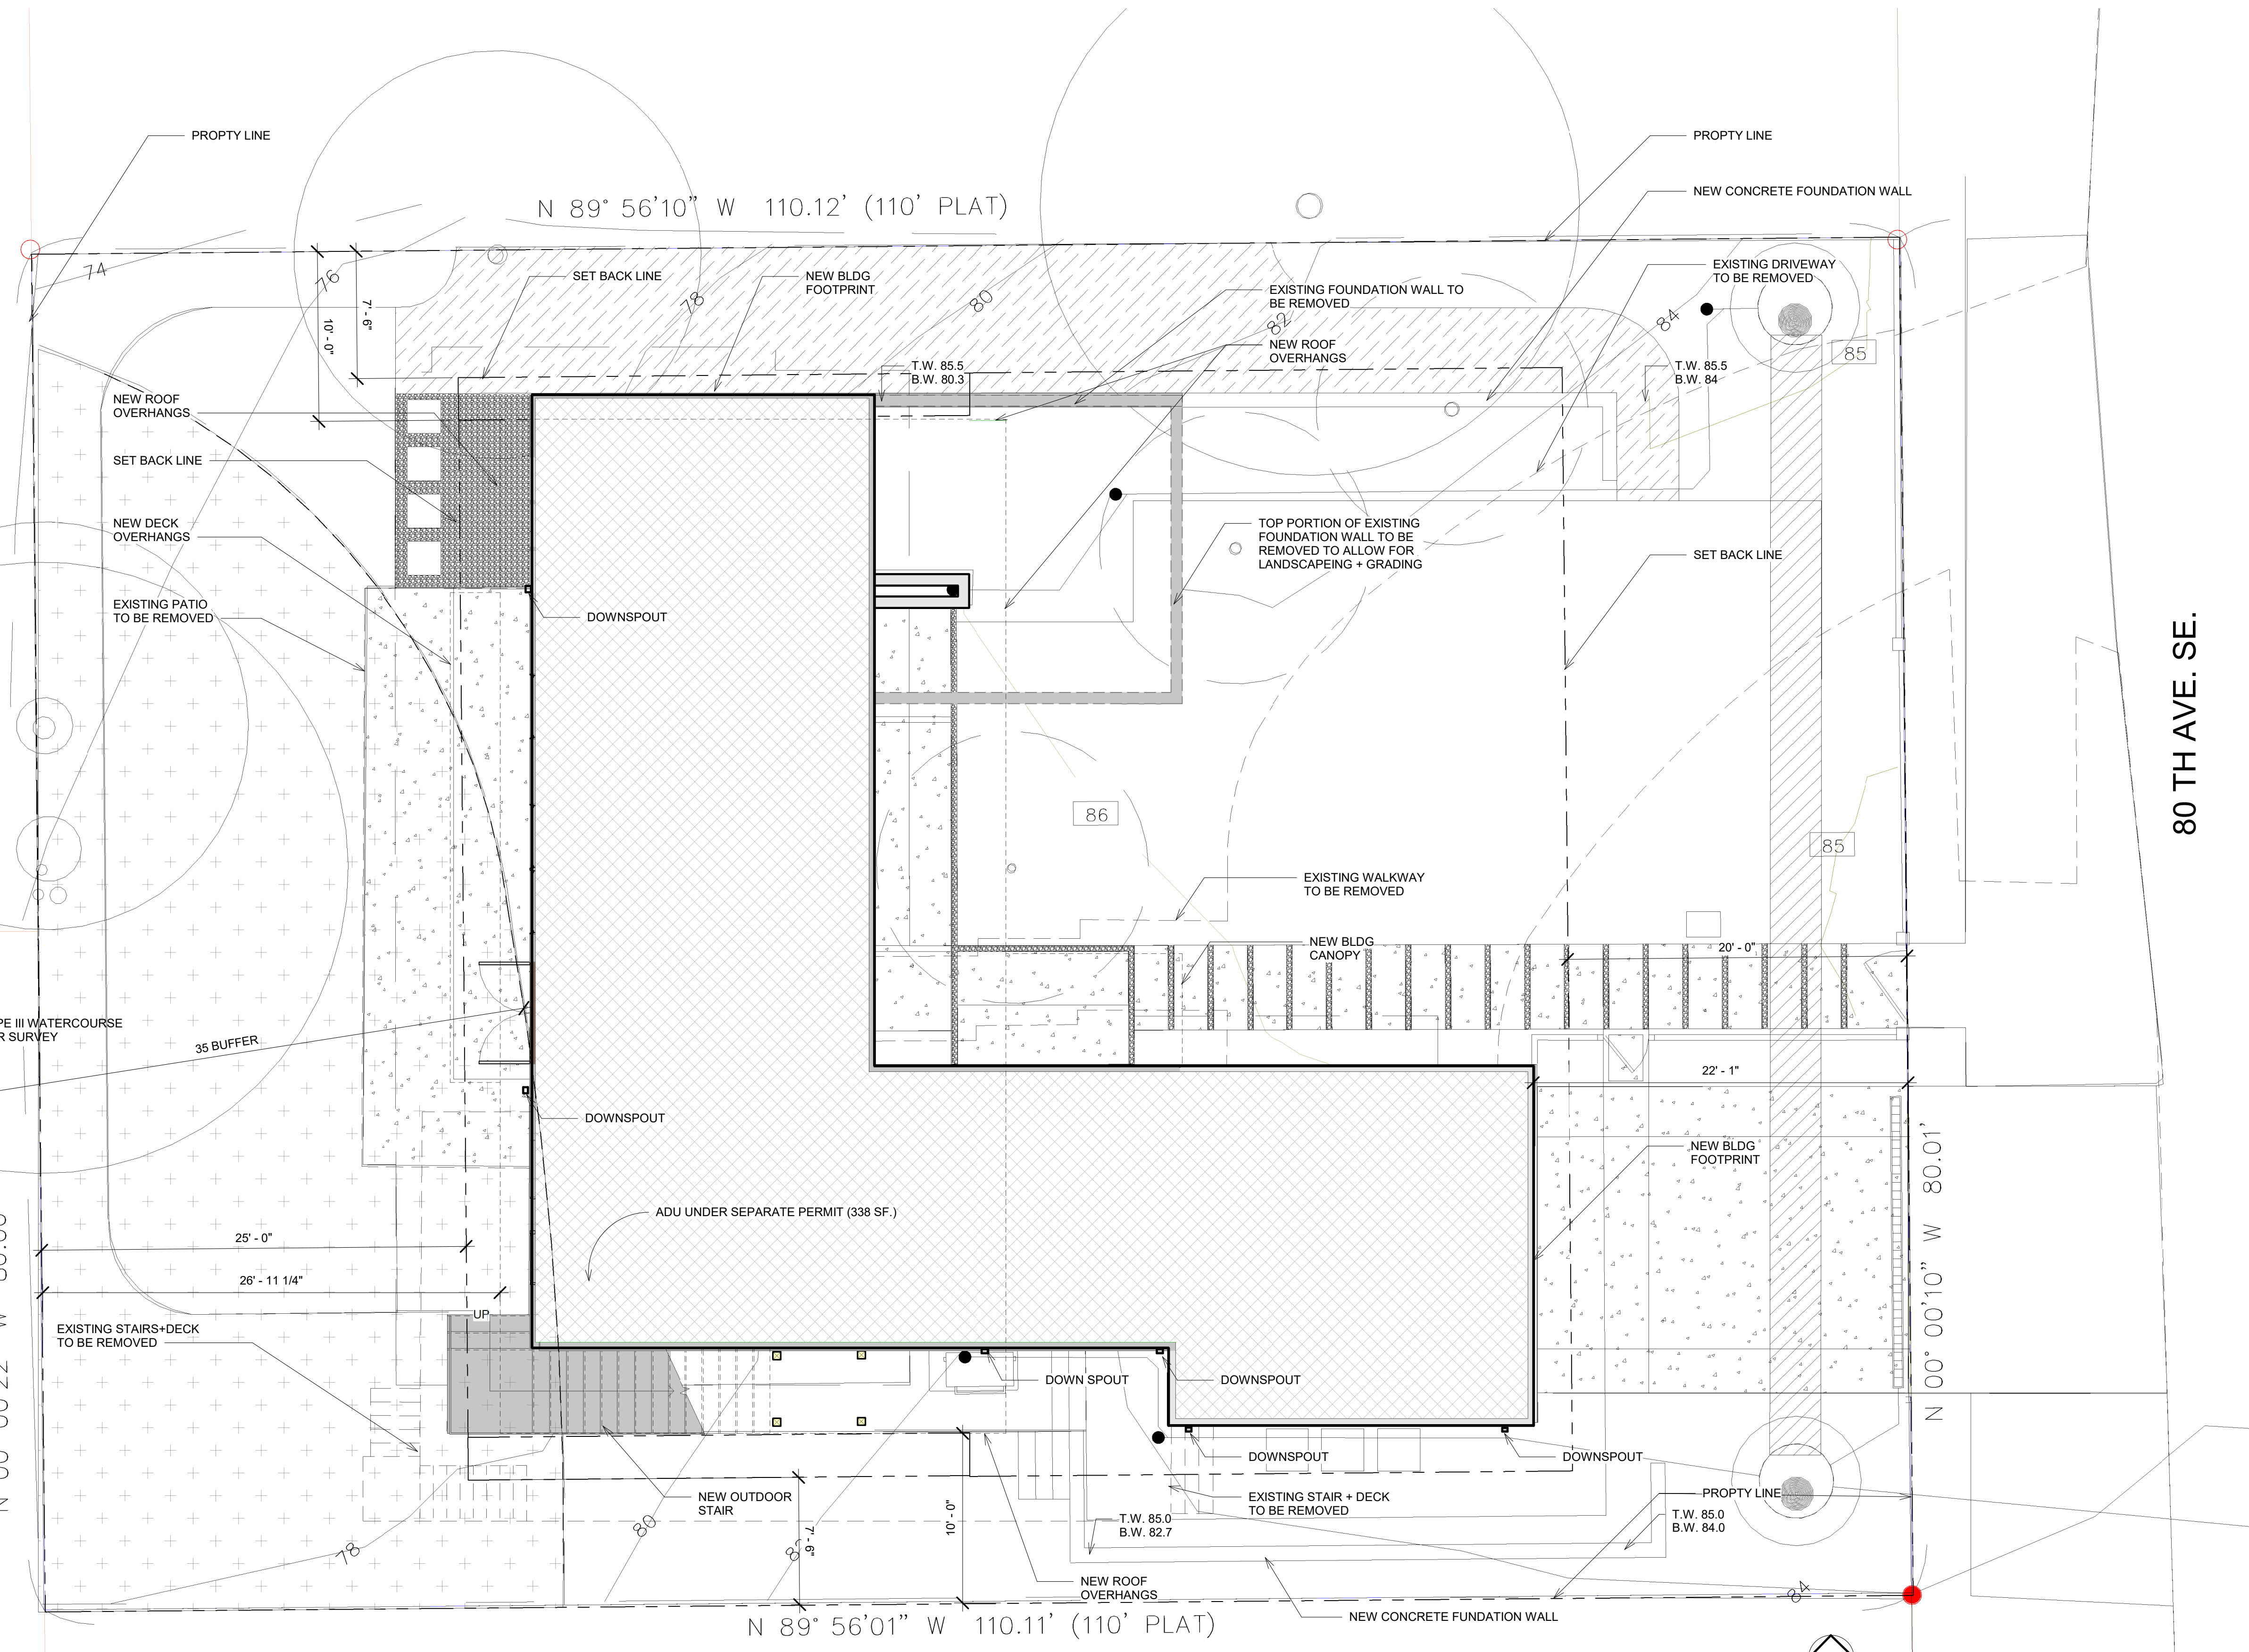 PROPTY LINE
PROPTY LINE
N 89° 56'10" W 110.12' (110' PLAT)
NEW CONCRETE FOUNDATION WALL
74
76
SET BACK LINE
NEW BLDG
FOOTPRINT
78
80
EXISTING FOUNDATION WALL TO
BE REMOVED
82
EXISTING DRIVEWAY
TO BE REMOVED
84
7' - 6"
10' - 0"
NEW ROOF
OVERHANGS
85
T.W. 85.5
B.W. 80.3
T.W. 85.5
B.W. 84
NEW ROOF
OVERHANGS
SET BACK LINE
NEW DECK
OVERHANGS
TOP PORTION OF EXISTING
FOUNDATION WALL TO BE
REMOVED TO ALLOW FOR
LANDSCAPEING + GRADING
SET BACK LINE
EXISTING PATIO
TO BE REMOVED
DOWNSPOUT
80 TH AVE. SE.
86
85
EXISTING WALKWAY
TO BE REMOVED
NEW BLDG
CANOPY
20' - 0"
PE III WATERCOURSE
R SURVEY
35 BUFFER
22' - 1"
DOWNSPOUT
NEW BLDG
FOOTPRINT
N 00° 00'10" W 80.01'
ADU UNDER SEPARATE PERMIT (338 SF.)
25' - 0"
26' - 11 1/4"
UP
EXISTING STAIRS+DECK
TO BE REMOVED
DOWN SPOUT
DOWNSPOUT
DOWNSPOUT
DOWNSPOUT
NEW OUTDOOR
STAIR
EXISTING STAIR + DECK
TO BE REMOVED
PROPTY LINE
T.W. 85.0
B.W. 82.7
T.W. 85.0
B.W. 84.0
78
80
7' - 6"
10' - 0"
NEW ROOF
OVERHANGS
84
NEW CONCRETE FUNDATION WALL
N 89° 56'01" W 110.11' (110' PLAT)